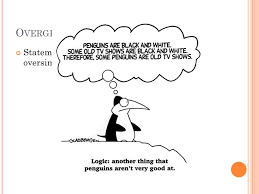 OVERGI
Statem
oversin
PENGUINS ARE BLACK AND WHITE.
SOME OLD TV SHOWS ARE BLACK AND WHITE.
THEREFORE, SOME PENGUINS ARE OLD TV SHOWS.
Logic: another thing that
penguins aren't very good at.